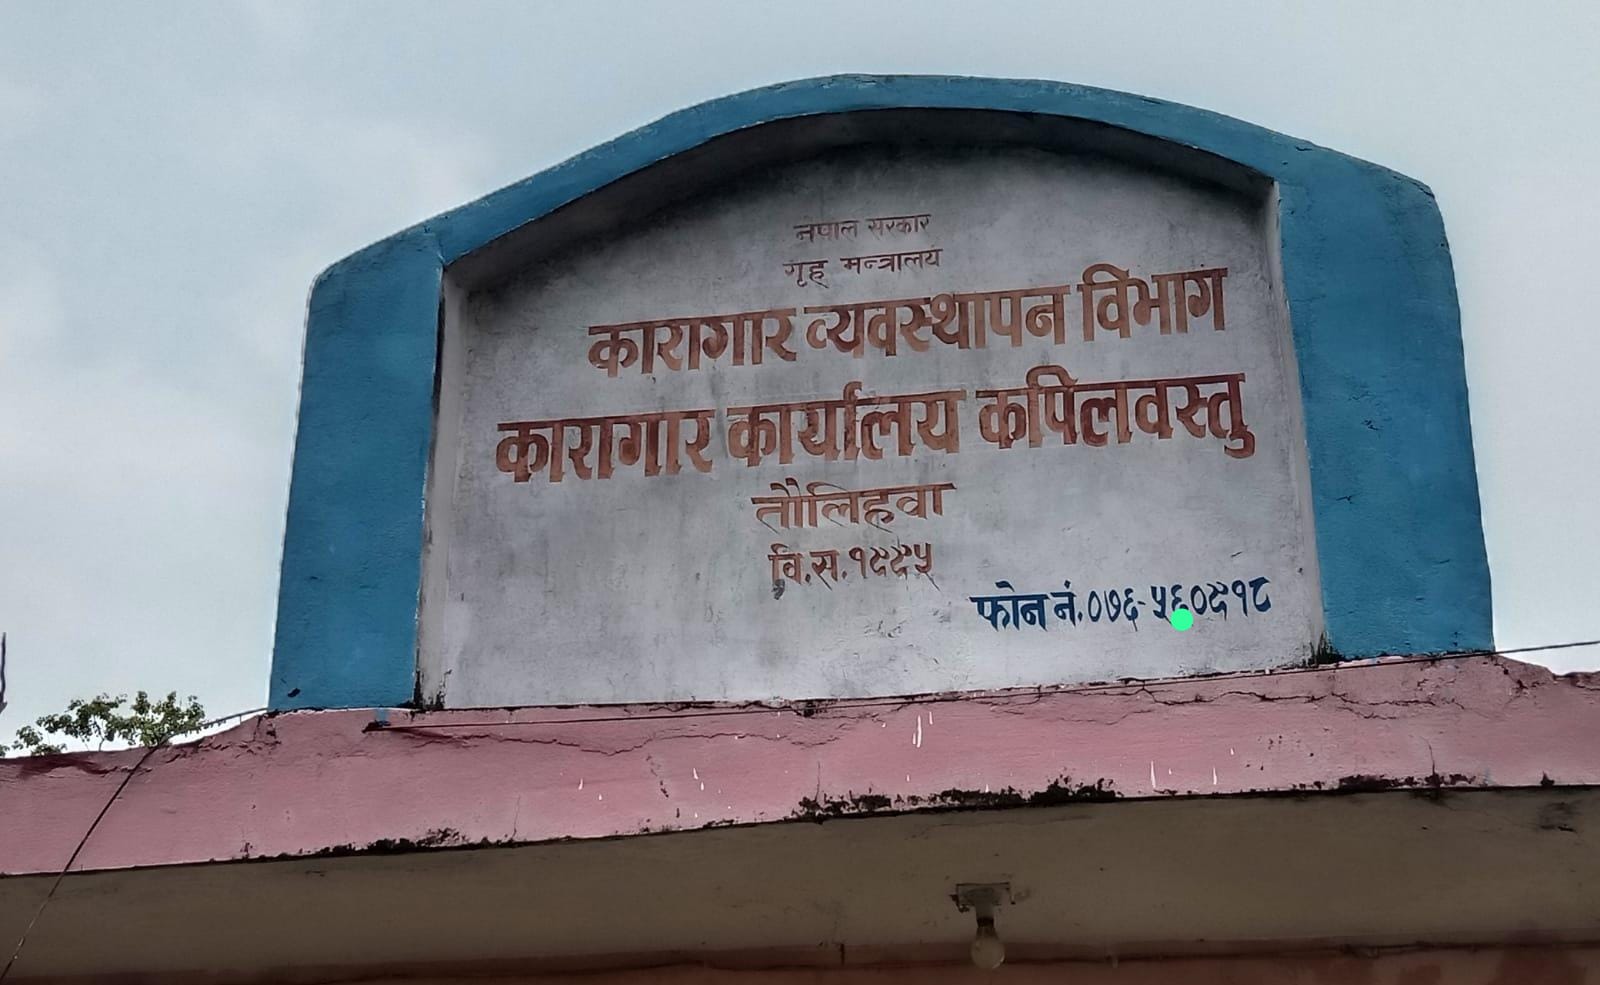 नेपाल सरकार
गृह मन्त्रालय
कारागार व्यवस्थापन विभाग
कारागार कार्यालय कपिलवस्तु
तौलिहवा
वि.स.१९९५
फोन नं.०७६-५६०९१८